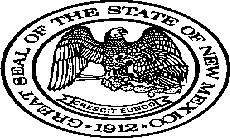 GREAT SEAL OF THE STATE OF NEW MEXICO
CRESCIT EUNDO
·1912·